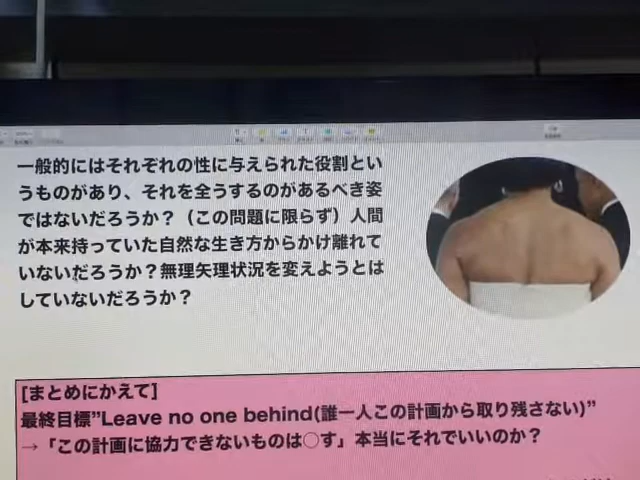 一般的にはそれぞれの性に与えられた役割とい
うものがあり、それを全うするのがあるべき姿
ではないだろうか？（この問題に限らず）人間
が本来持っていた自然な生き方からかけ離れて
いないだろうか？無理矢理状況を変えようとは
していないだろうか？
[まとめにかえて]
最終目標”Leave no one behind(誰一人この計画から取り残さない)”
→「この計画に協力できないものは○す」本当にそれでいいのか？